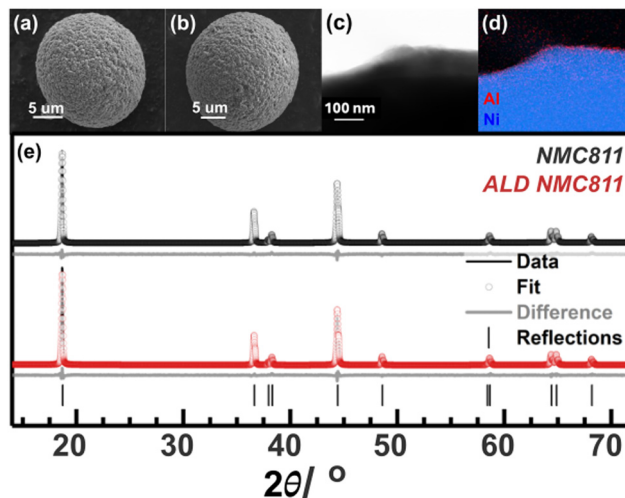 (a)
5 um
(b)
5 um
(c)
100 nm
(d)
Al
Ni
(e)
NMC811
ALD NMC811
Data
Fit
Difference
Reflections
20 30 40 50 60 70
2θ/ °